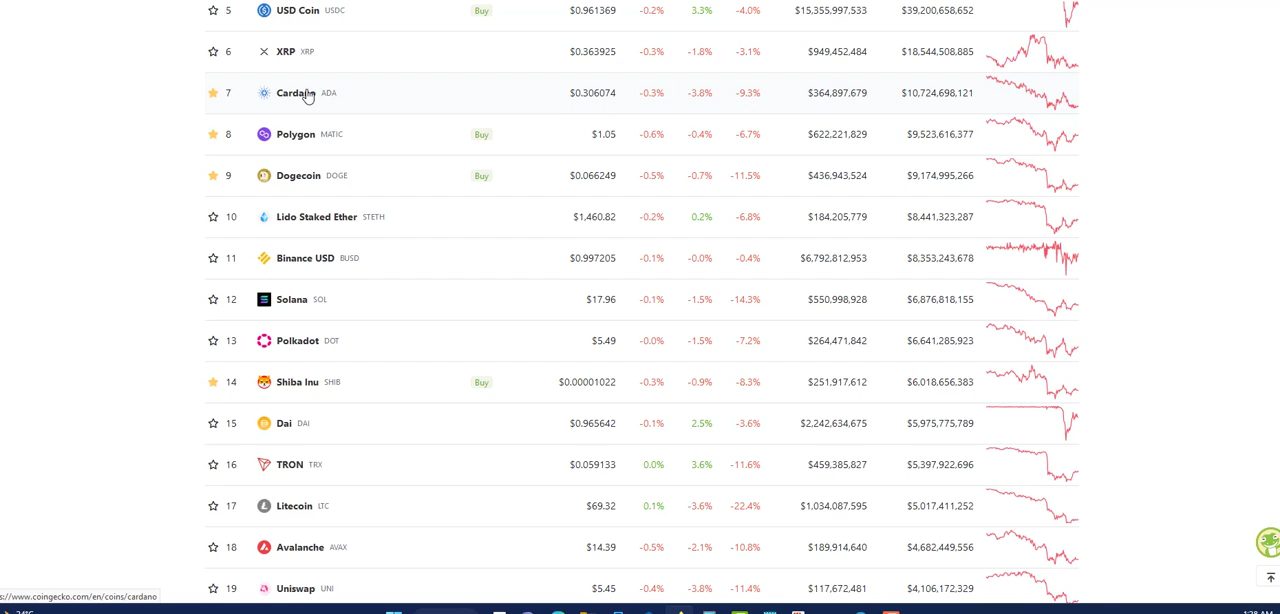 5 USD Coin USDC Buy $0.961369 -0.2% 3.3% -4.0% $15,355,997,533 $39,200,658,652
6 XRP XRP $0.363925 -0.3% -1.8% -3.1% $949,452,484 $18,544,508,885
7 Cardano ADA $0.306074 -0.3% -3.8% -9.3% $364,897,679 $10,724,698,121
8 Polygon MATIC Buy $1.05 -0.6% -0.4% -6.7% $622,221,829 $9,523,616,377
9 Dogecoin DOGE Buy $0.066249 -0.5% -0.7% -11.5% $436,943,524 $9,174,995,266
10 Lido Staked Ether STETH $1,460.82 -0.2% 0.2% -6.8% $184,205,779 $8,441,323,287
11 Binance USD BUSD $0.997205 -0.1% -0.0% -0.4% $6,792,812,953 $8,353,243,678
12 Solana SOL $17.96 -0.1% -1.5% -14.3% $550,998,928 $6,876,818,155
13 Polkadot DOT $5.49 -0.0% -1.5% -7.2% $264,471,842 $6,641,285,923
14 Shiba Inu SHIB Buy $0.00001022 -0.3% -0.9% -8.3% $251,917,612 $6,018,656,383
15 Dai DAI $0.965642 -0.1% 2.5% -3.6% $2,242,634,675 $5,975,775,789
16 TRON TRX $0.059133 0.0% 3.6% -11.6% $459,385,827 $5,397,922,696
17 Litecoin LTC $69.32 0.1% -3.6% -22.4% $1,034,087,595 $5,017,411,252
18 Avalanche AVAX $14.39 -0.5% -2.1% -10.8% $189,914,640 $4,682,449,556
19 Uniswap UNI $5.45 -0.4% -3.8% -11.4% $117,672,481 $4,106,172,329
s://www.coingecko.com/en/coins/cardano